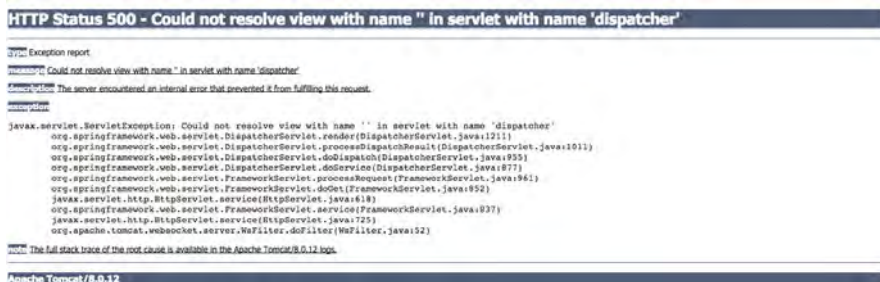 HTTP Status 500 - Could not resolve view with name '' in servlet with name 'dispatcher'
type Exception report
message Could not resolve view with name '' in servlet with name 'dispatcher'
description The server encountered an internal error that prevented it from fulfilling this request.
exception
javax.servlet.ServletException: Could not resolve view with name '' in servlet with name 'dispatcher'
org.springframework.web.servlet.DispatcherServlet.render(DispatcherServlet.java:1211)
org.springframework.web.servlet.DispatcherServlet.processDispatchResult(DispatcherServlet.java:1011)
org.springframework.web.servlet.DispatcherServlet.doDispatch(DispatcherServlet.java:955)
org.springframework.web.servlet.DispatcherServlet.doService(DispatcherServlet.java:877)
org.springframework.web.servlet.FrameworkServlet.processRequest(FrameworkServlet.java:961)
org.springframework.web.servlet.FrameworkServlet.doGet(FrameworkServlet.java:852)
javax.servlet.http.HttpServlet.service(HttpServlet.java:618)
org.springframework.web.servlet.FrameworkServlet.service(FrameworkServlet.java:837)
javax.servlet.http.HttpServlet.service(HttpServlet.java:725)
org.apache.tomcat.websocket.server.WsFilter.doFilter(WsFilter.java:52)
note The full stack trace of the root cause is available in the Apache Tomcat/8.0.12 logs.
Apache Tomcat/8.0.12